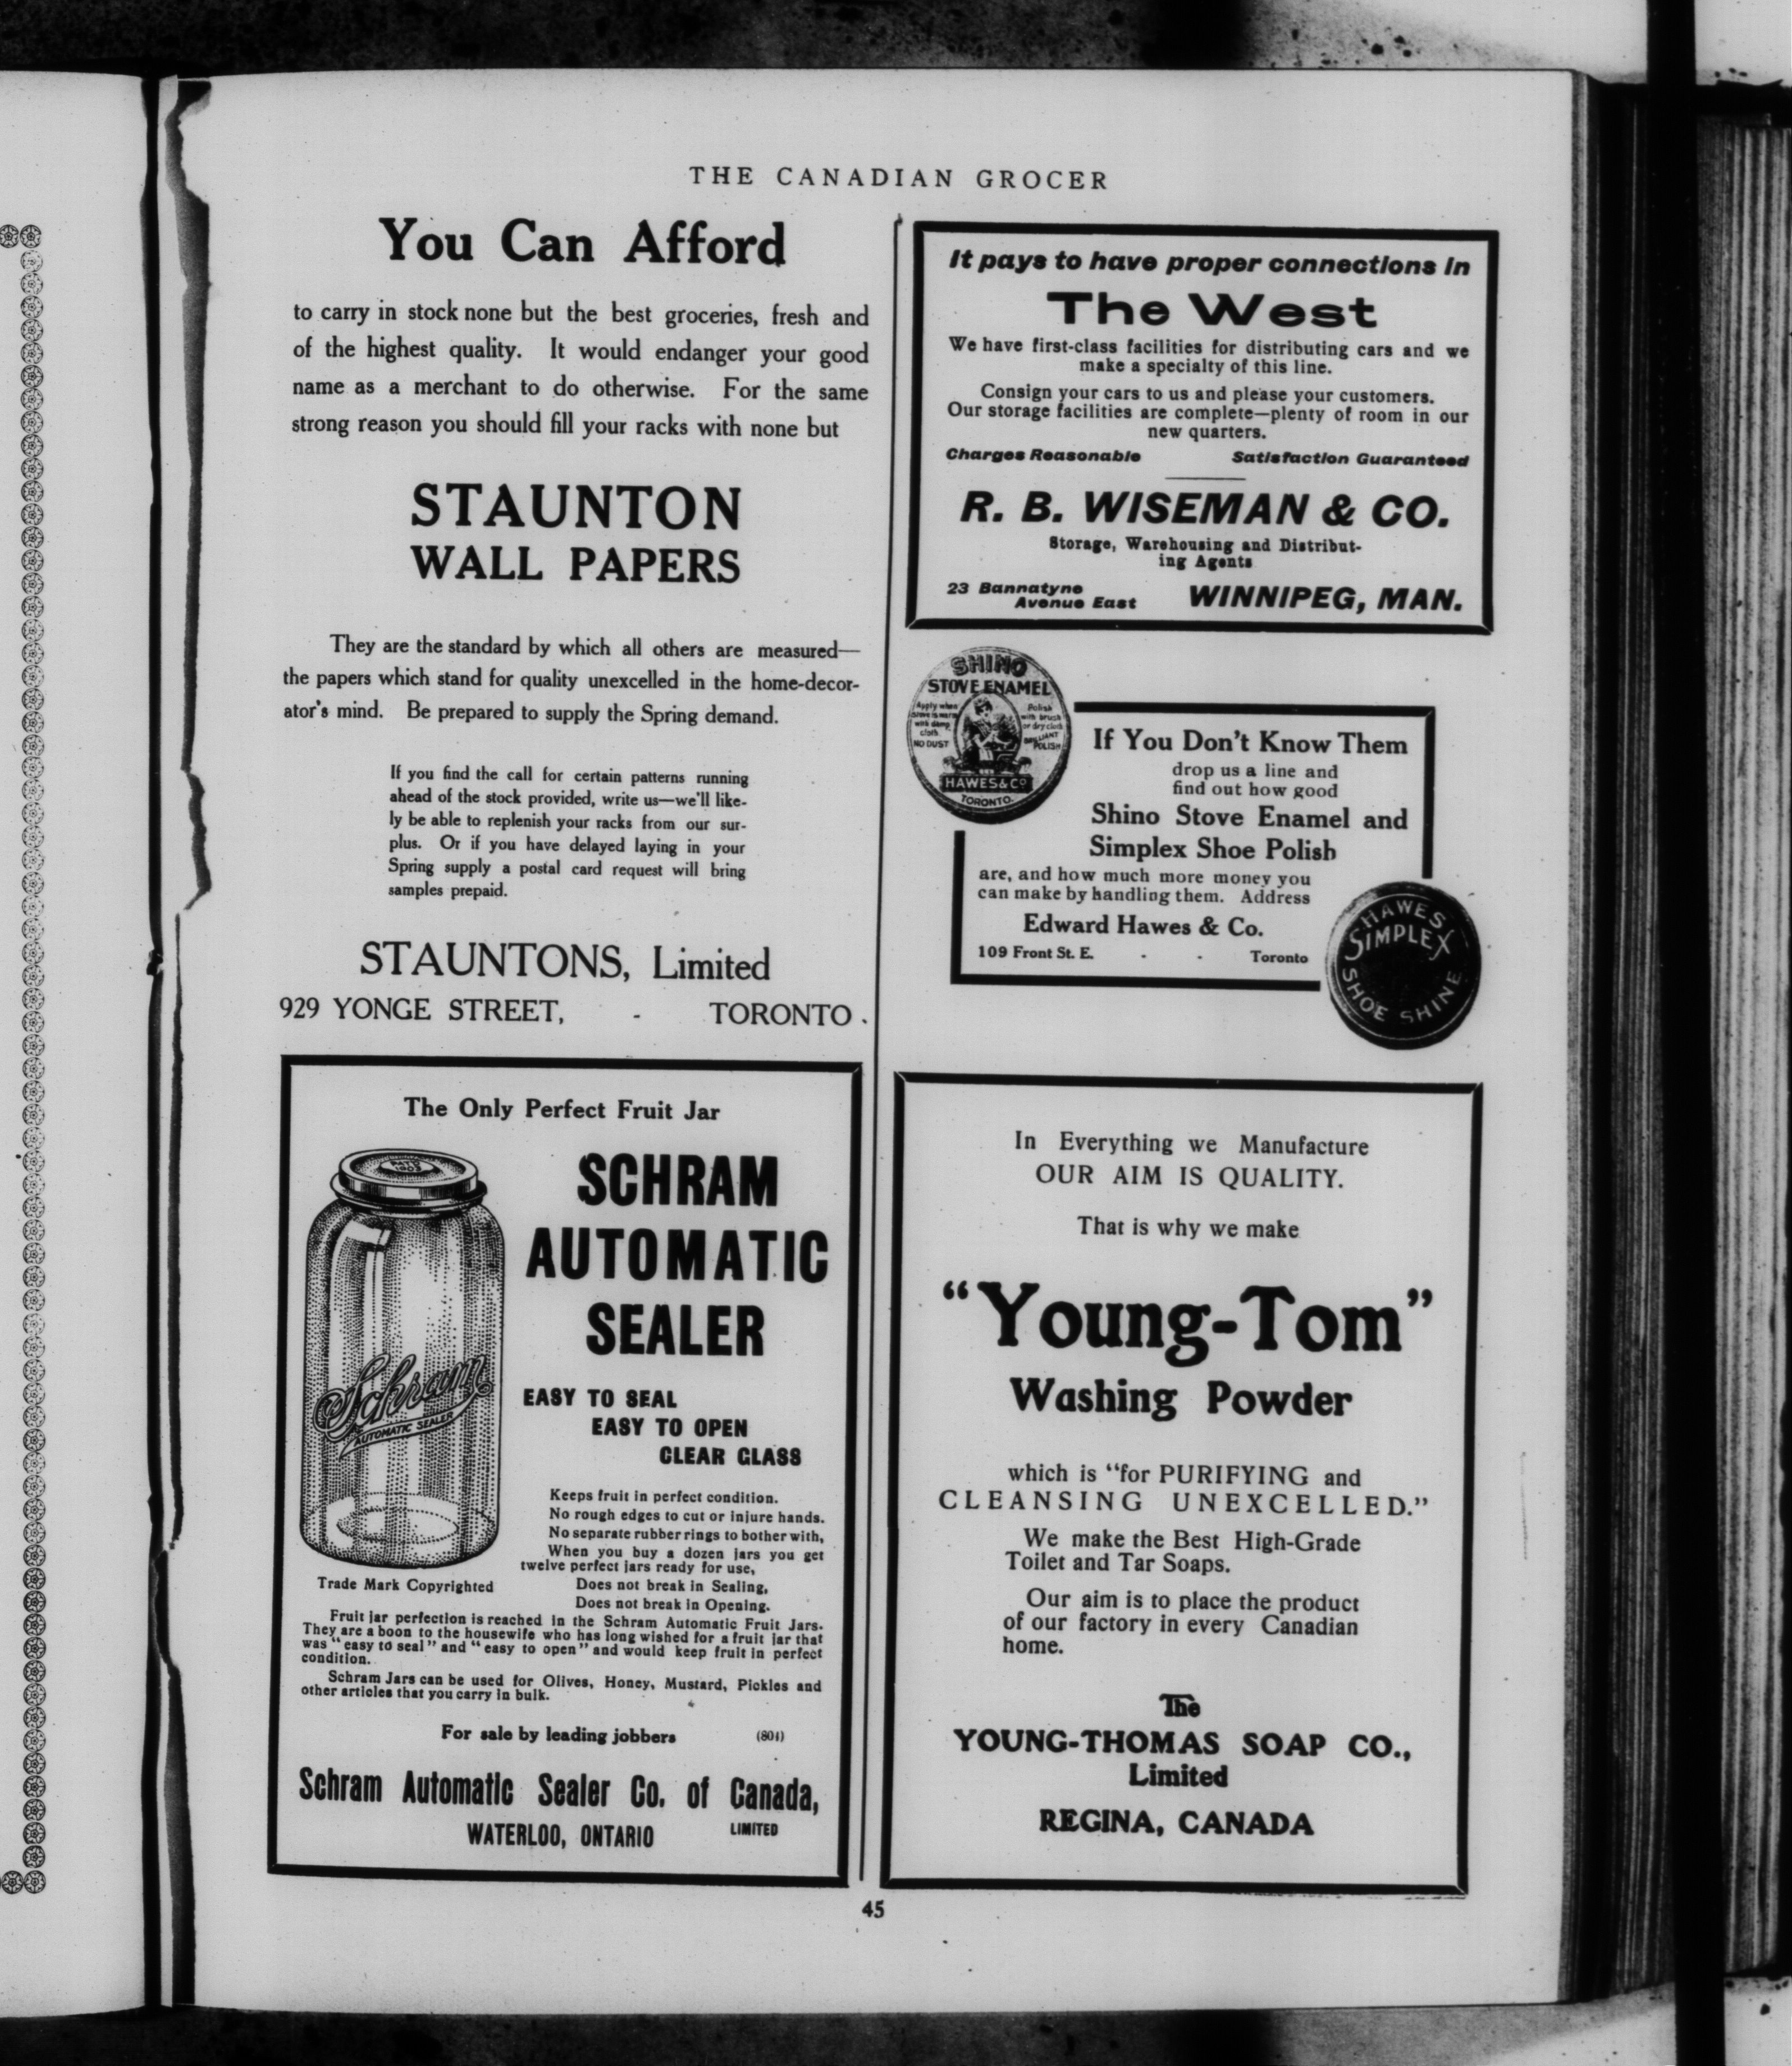 THE CANADIAN GROCER
You Can Afford
to carry in stock none but the best groceries, fresh and
of the highest quality. It would endanger your good
name as a merchant to do otherwise. For the same
strong reason you should fill your racks with none but
STAUNTON
WALL PAPERS
They are the standard by which all others are measured—
the papers which stand for quality unexcelled in the home-decor-
ator's mind. Be prepared to supply the Spring demand.
If you find the call for certain patterns running
ahead of the stock provided, write us—we'll like-
ly be able to replenish your racks from our sur-
plus. Or if you have delayed laying in your
Spring supply a postal card request will bring
samples prepaid.
STAUNTONS, Limited
929 YONGE STREET, - TORONTO.
The Only Perfect Fruit Jar
SCHRAM
AUTOMATIC
SEALER
Schram
AUTOMATIC SEALER
EASY TO SEAL
EASY TO OPEN
CLEAR GLASS
Keeps fruit in perfect condition.
No rough edges to cut or injure hands.
No separate rubber rings to bother with,
When you buy a dozen jars you get
twelve perfect jars ready for use,
Trade Mark Copyrighted
Does not break in Sealing,
Does not break in Opening.
Fruit jar perfection is reached in the Schram Automatic Fruit Jars.
They are a boon to the housewife who has long wished for a fruit jar that
was "easy to seal" and "easy to open" and would keep fruit in perfect
condition.
Schram Jars can be used for Olives, Honey, Mustard, Pickles and
other articles that you carry in bulk.
For sale by leading jobbers (804)
Schram Automatic Sealer Co. of Canada,
WATERLOO, ONTARIO LIMITED
It pays to have proper connections in
The West
We have first-class facilities for distributing cars and we
make a specialty of this line.
Consign your cars to us and please your customers.
Our storage facilities are complete—plenty of room in our
new quarters.
Charges Reasonable Satisfaction Guaranteed
R. B. WISEMAN & CO.
Storage, Warehousing and Distribut-
ing Agents
23 Bannatyne
Avenue East WINNIPEG, MAN.
SHINO
STOVE ENAMEL
Apply when
stove is warm
with damp
cloth
NO DUST
Polish
with brush
or dry cloth
BRILLIANT
POLISH
HAWES & CO
TORONTO.
If You Don't Know Them
drop us a line and
find out how good
Shino Stove Enamel and
Simplex Shoe Polish
are, and how much more money you
can make by handling them. Address
Edward Hawes & Co.
109 Front St. E. - - Toronto
HAWES
SIMPLEX
SHOE SHINE
In Everything we Manufacture
OUR AIM IS QUALITY.
That is why we make
"Young-Tom"
Washing Powder
which is "for PURIFYING and
CLEANSING UNEXCELLED."
We make the Best High-Grade
Toilet and Tar Soaps.
Our aim is to place the product
of our factory in every Canadian
home.
The
YOUNG-THOMAS SOAP CO.,
Limited
REGINA, CANADA
45